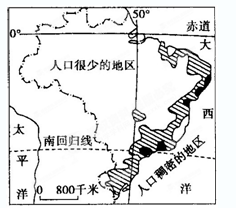 50°
0°
赤道
大
人口很少的地区
西
太
平
洋
南回归线
人口稠密的地区
0 800千米
洋